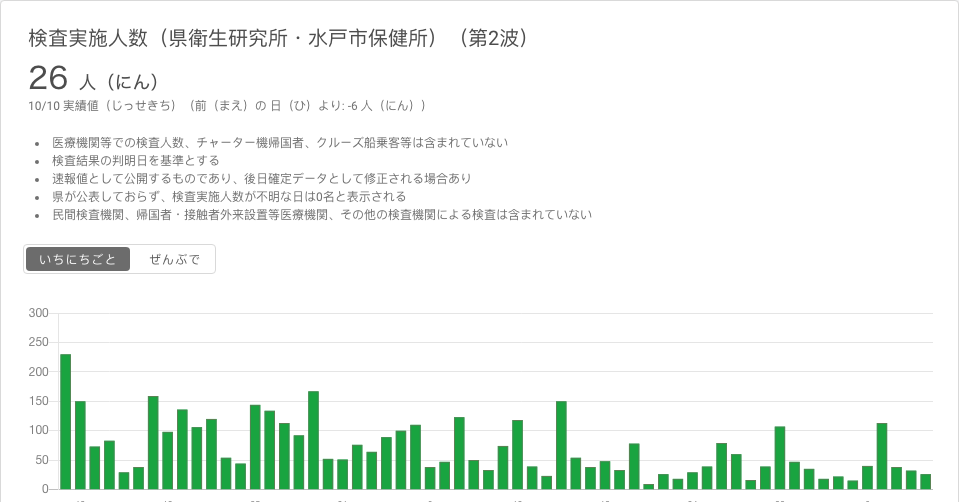 検査実施人数（県衛生研究所・水戸市保健所）（第2波）
26 人（にん）
10/10 実績値（じっせきち）（前（まえ）の 日（ひ）より: -6 人（にん））
医療機関等での検査人数、チャーター機帰国者、クルーズ船乗客等は含まれていない
検査結果の判明日を基準とする
速報値として公開するものであり、後日確定データとして修正される場合あり
県が公表しておらず、検査実施人数が不明な日は0名と表示される
民間検査機関、帰国者・接触者外来設置等医療機関、その他の検査機関による検査は含まれていない
いちにちごと ぜんぶで
300
250
200
150
100
50
0